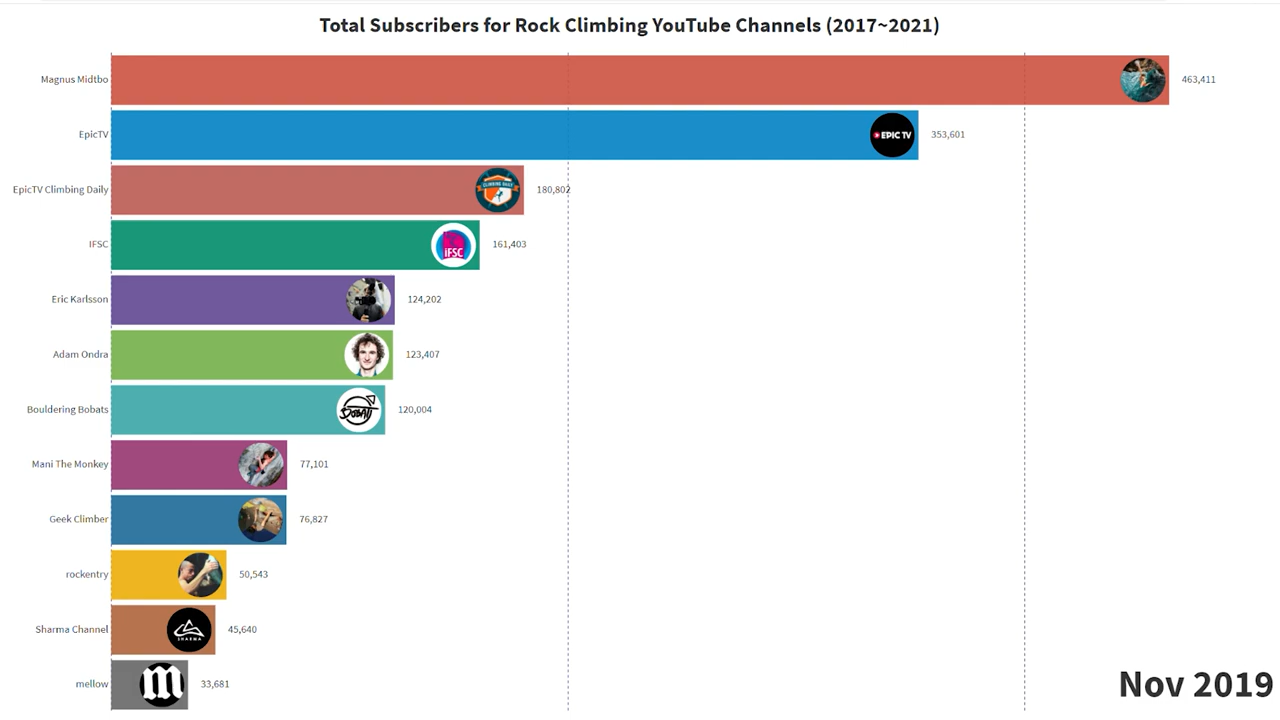 Total Subscribers for Rock Climbing YouTube Channels (2017~2021)
Magnus Midtbo 463,411
EpicTV EPIC TV 353,601
EpicTV Climbing Daily CLIMBING DAILY 180,802
IFSC IFSC 161,403
Eric Karlsson 124,202
Adam Ondra 123,407
Bouldering Bobats 120,004
Mani The Monkey 77,101
Geek Climber 76,827
rockentry 50,543
Sharma Channel SHARMA 45,640
mellow m 33,681
Nov 2019